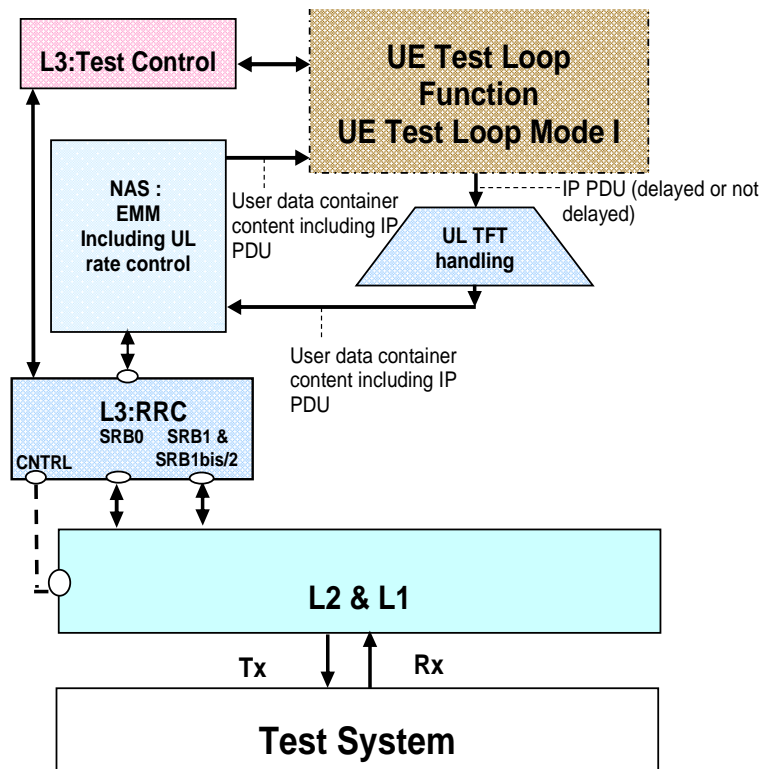 L3:Test Control
UE Test Loop
Function
UE Test Loop Mode I
NAS :
EMM
Including UL
rate control
User data container
content including IP
PDU
IP PDU (delayed or not
delayed)
UL TFT
handling
User data container
content including IP
PDU
L3:RRC
SRB0
SRB1 &
SRB1bis/2
CNTRL
L2 & L1
Tx
Rx
Test System